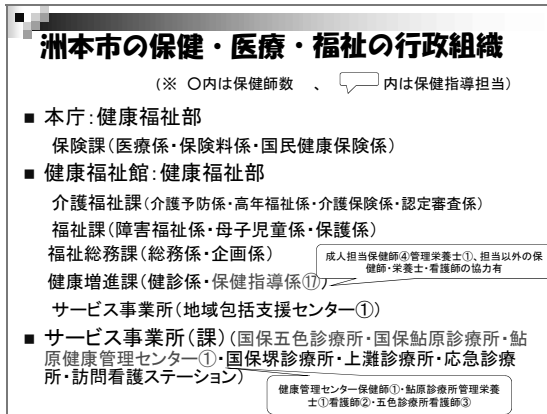 洲本市の保健・医療・福祉の行政組織
（※ ○内は保健師数 、 内は保健指導担当）
■ 本庁：健康福祉部
保険課（医療係・保険料係・国民健康保険係）
■ 健康福祉館：健康福祉部
介護福祉課（介護予防係・高年福祉係・介護保険係・認定審査係）
福祉課（障害福祉係・母子児童係・保護係）
福祉総務課（総務係・企画係）
成人担当保健師④管理栄養士①、担当以外の保
健師・栄養士・看護師の協力有
健康増進課（健診係・保健指導係⑰）
サービス事業所（地域包括支援センター①）
■ サービス事業所（課）（国保五色診療所・国保鮎原診療所・鮎
原健康管理センター①・国保堺診療所・上灘診療所・応急診療
所・訪問看護ステーション）
健康管理センター保健師①・鮎原診療所管理栄養
士①看護師②・五色診療所看護師③